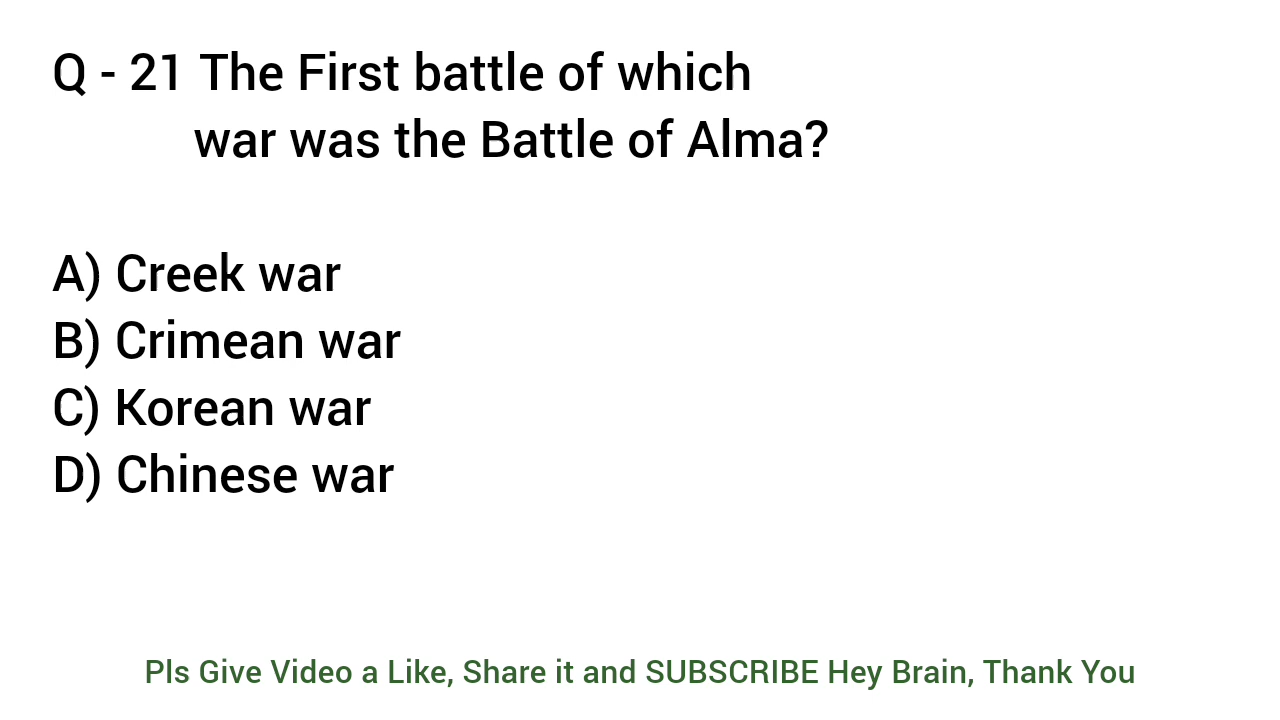 Q - 21 The First battle of which
war was the Battle of Alma?
A) Creek war
B) Crimean war
C) Korean war
D) Chinese war
Pls Give Video a Like, Share it and SUBSCRIBE Hey Brain, Thank You